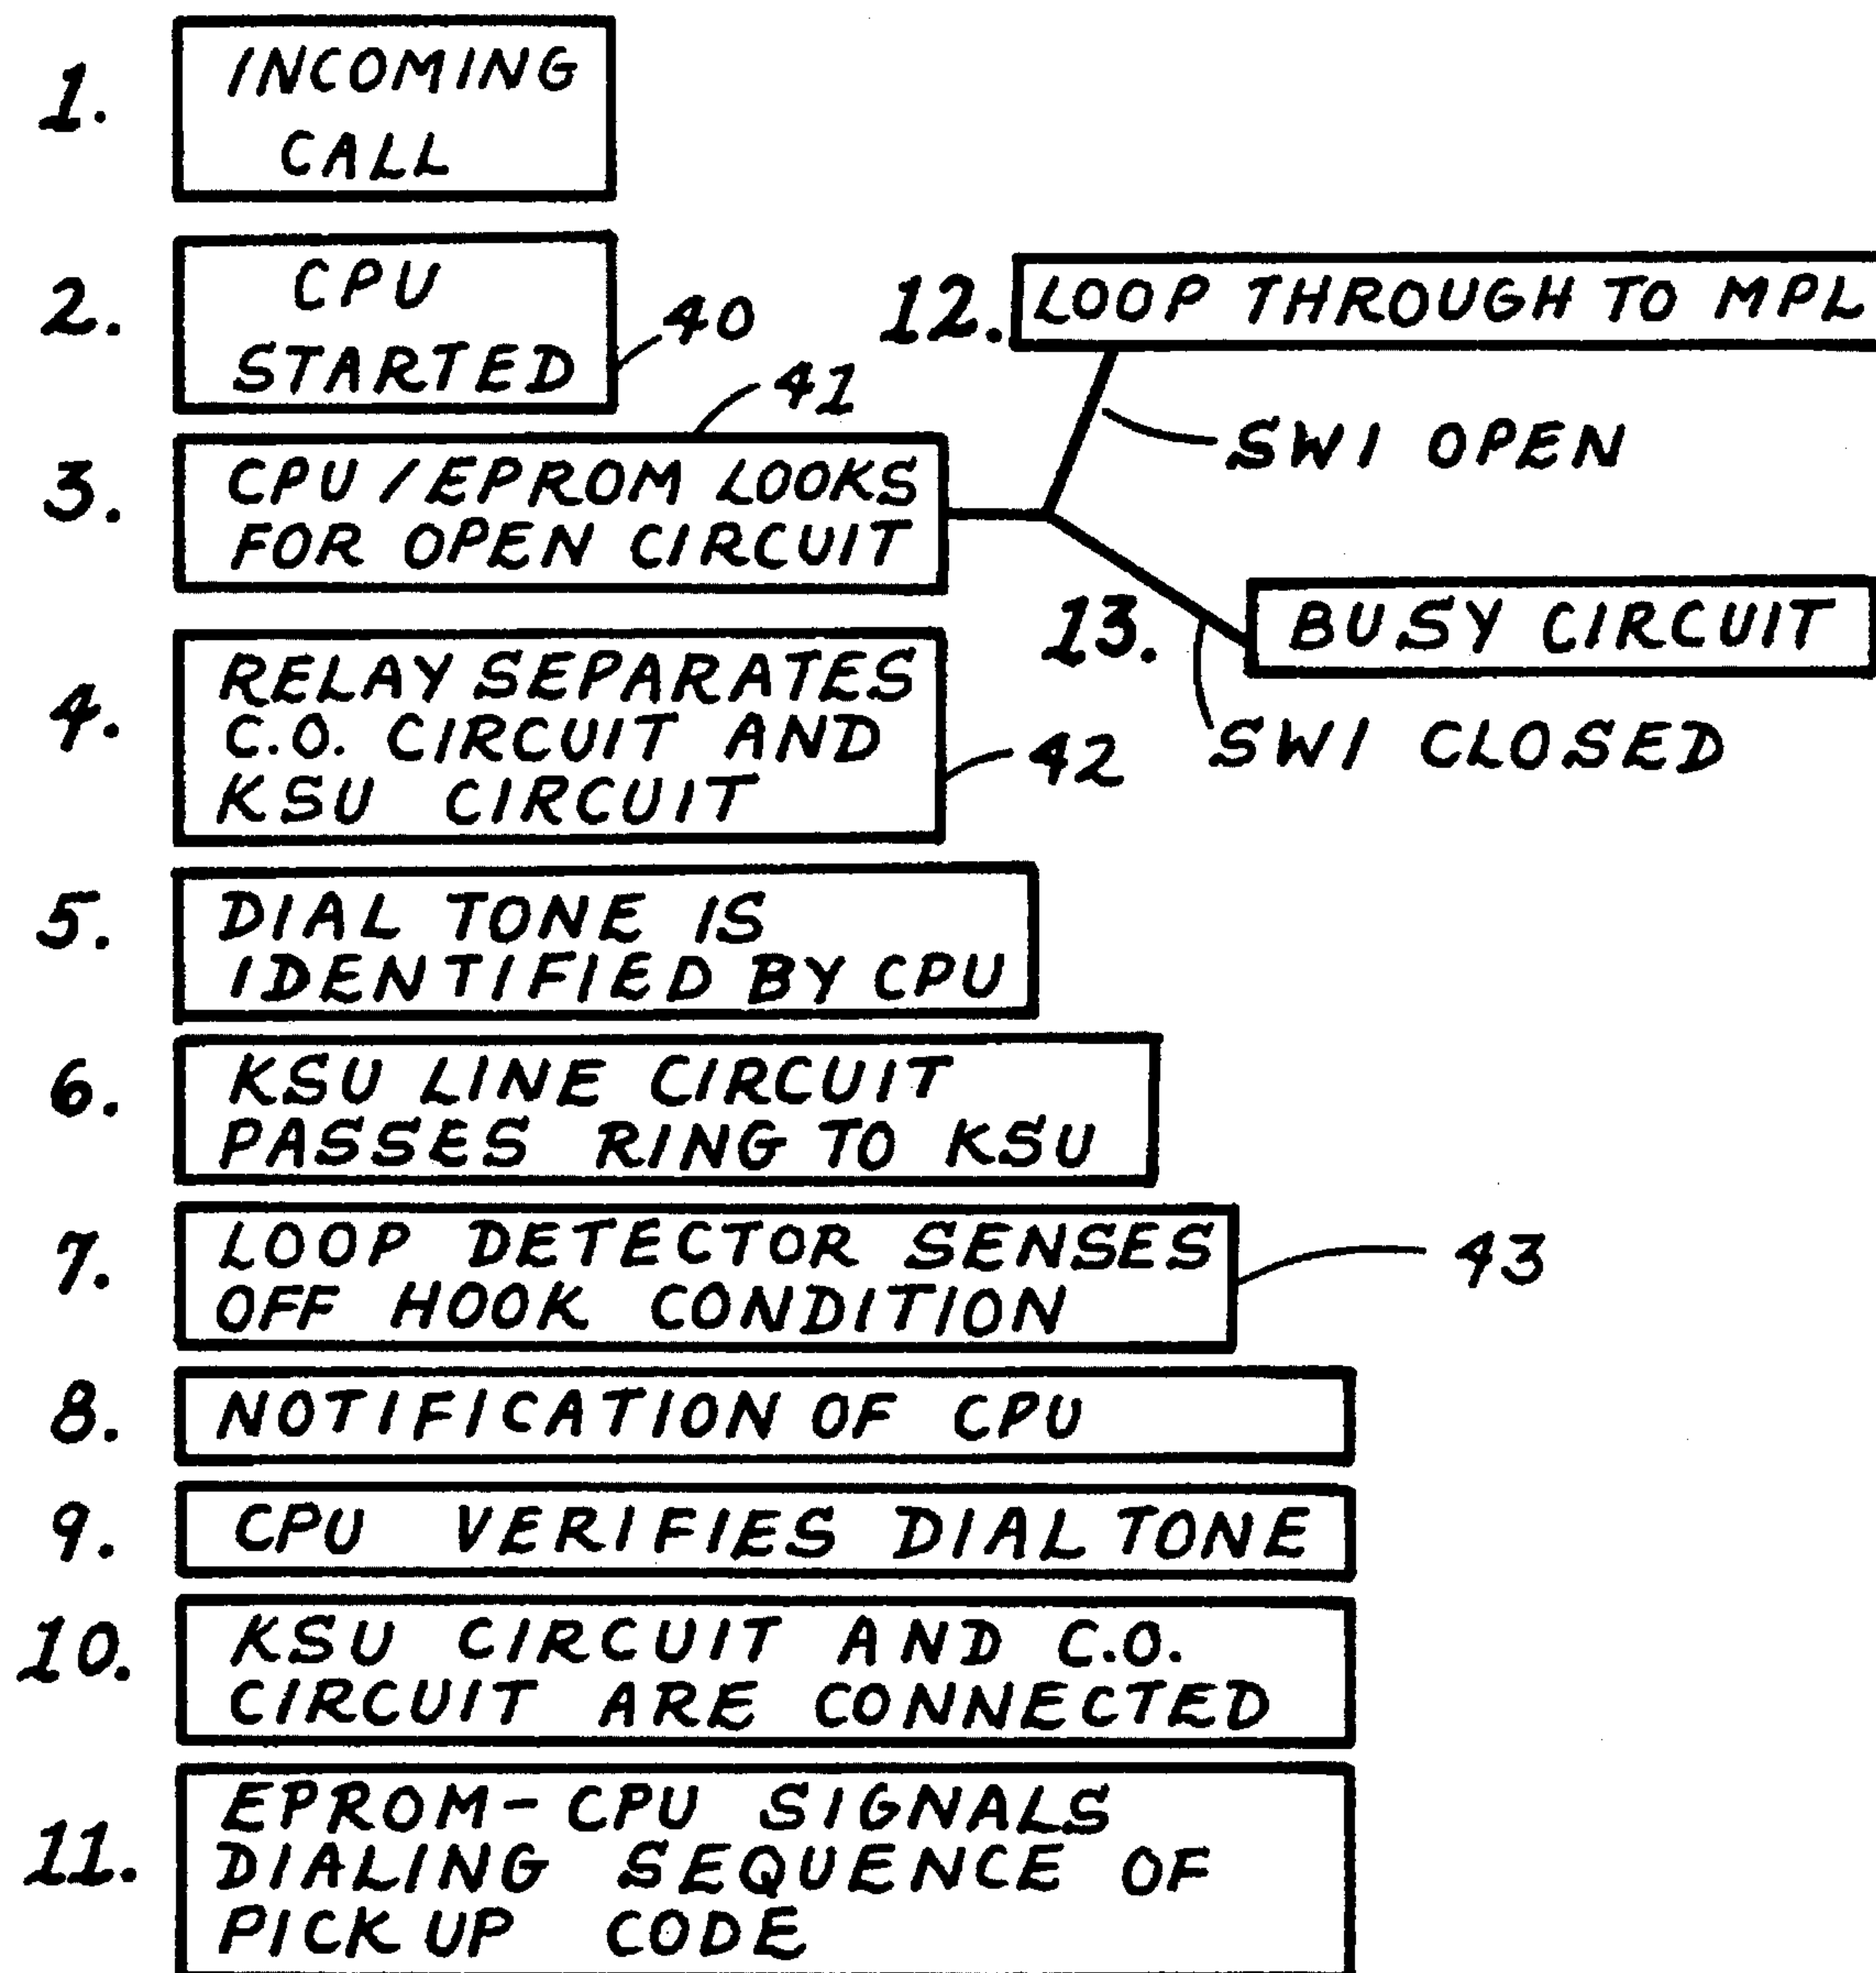 1. INCOMING
CALL
2. CPU
STARTED
40
41
3. CPU/EPROM LOOKS
FOR OPEN CIRCUIT
12. LOOP THROUGH TO MPL
SWI OPEN
13. BUSY CIRCUIT
SWI CLOSED
4. RELAY SEPARATES
C.O. CIRCUIT AND
KSU CIRCUIT
42
5. DIAL TONE IS
IDENTIFIED BY CPU
6. KSU LINE CIRCUIT
PASSES RING TO KSU
7. LOOP DETECTOR SENSES
OFF HOOK CONDITION
43
8. NOTIFICATION OF CPU
9. CPU VERIFIES DIAL TONE
10. KSU CIRCUIT AND C.O.
CIRCUIT ARE CONNECTED
11. EPROM-CPU SIGNALS
DIALING SEQUENCE OF
PICK UP CODE